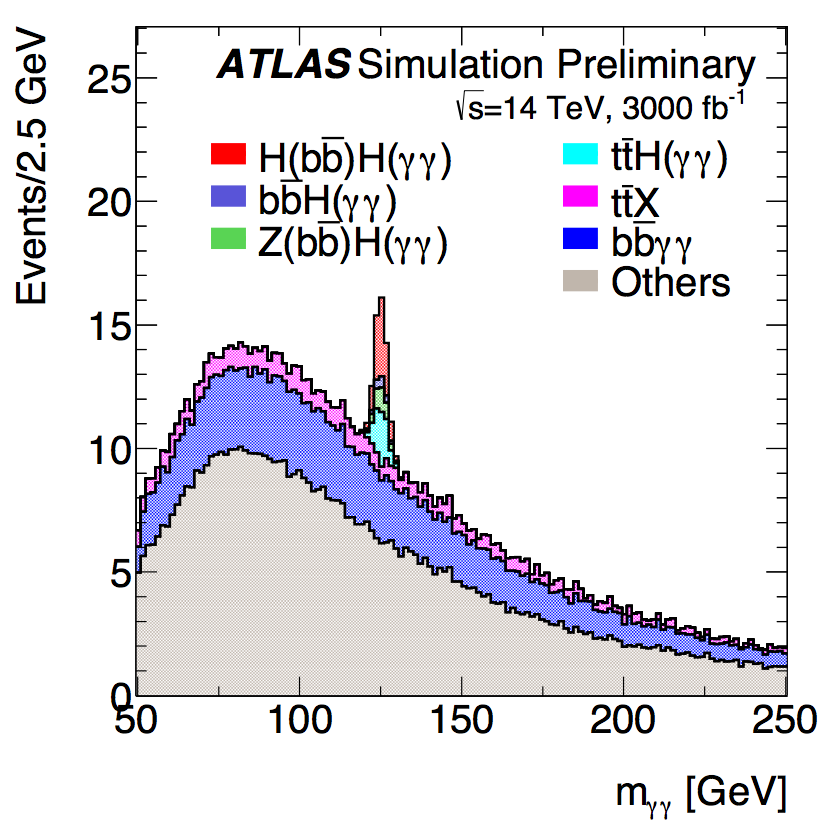 ATLAS Simulation Preliminary
√s=14 TeV, 3000 fb⁻¹
H(bb̅)H(γγ)
bb̅H(γγ)
Z(bb̅)H(γγ)
tt̅H(γγ)
tt̅X
bb̅γγ
Others
Events/2.5 GeV
25
20
15
10
5
0
50 100 150 200 250
m_γγ [GeV]